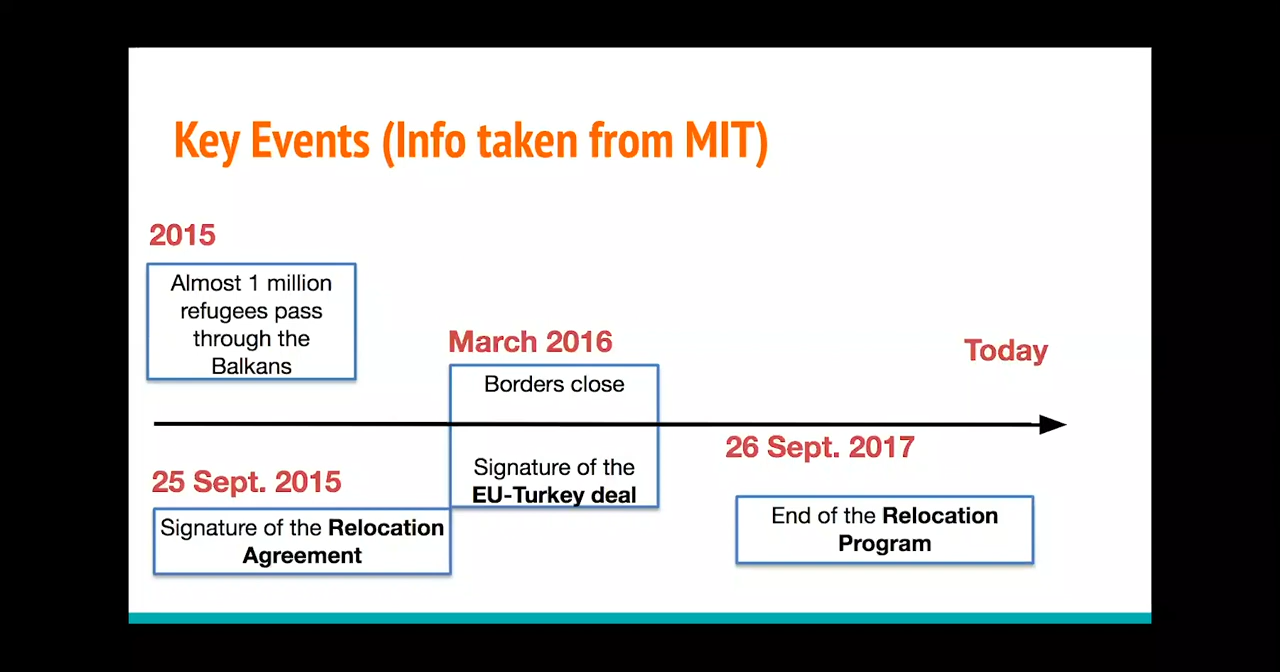 Key Events (Info taken from MIT)
2015
Almost 1 million
refugees pass
through the
Balkans
March 2016
Borders close
Today
26 Sept. 2017
Signature of the
EU-Turkey deal
25 Sept. 2015
Signature of the Relocation
Agreement
End of the Relocation
Program